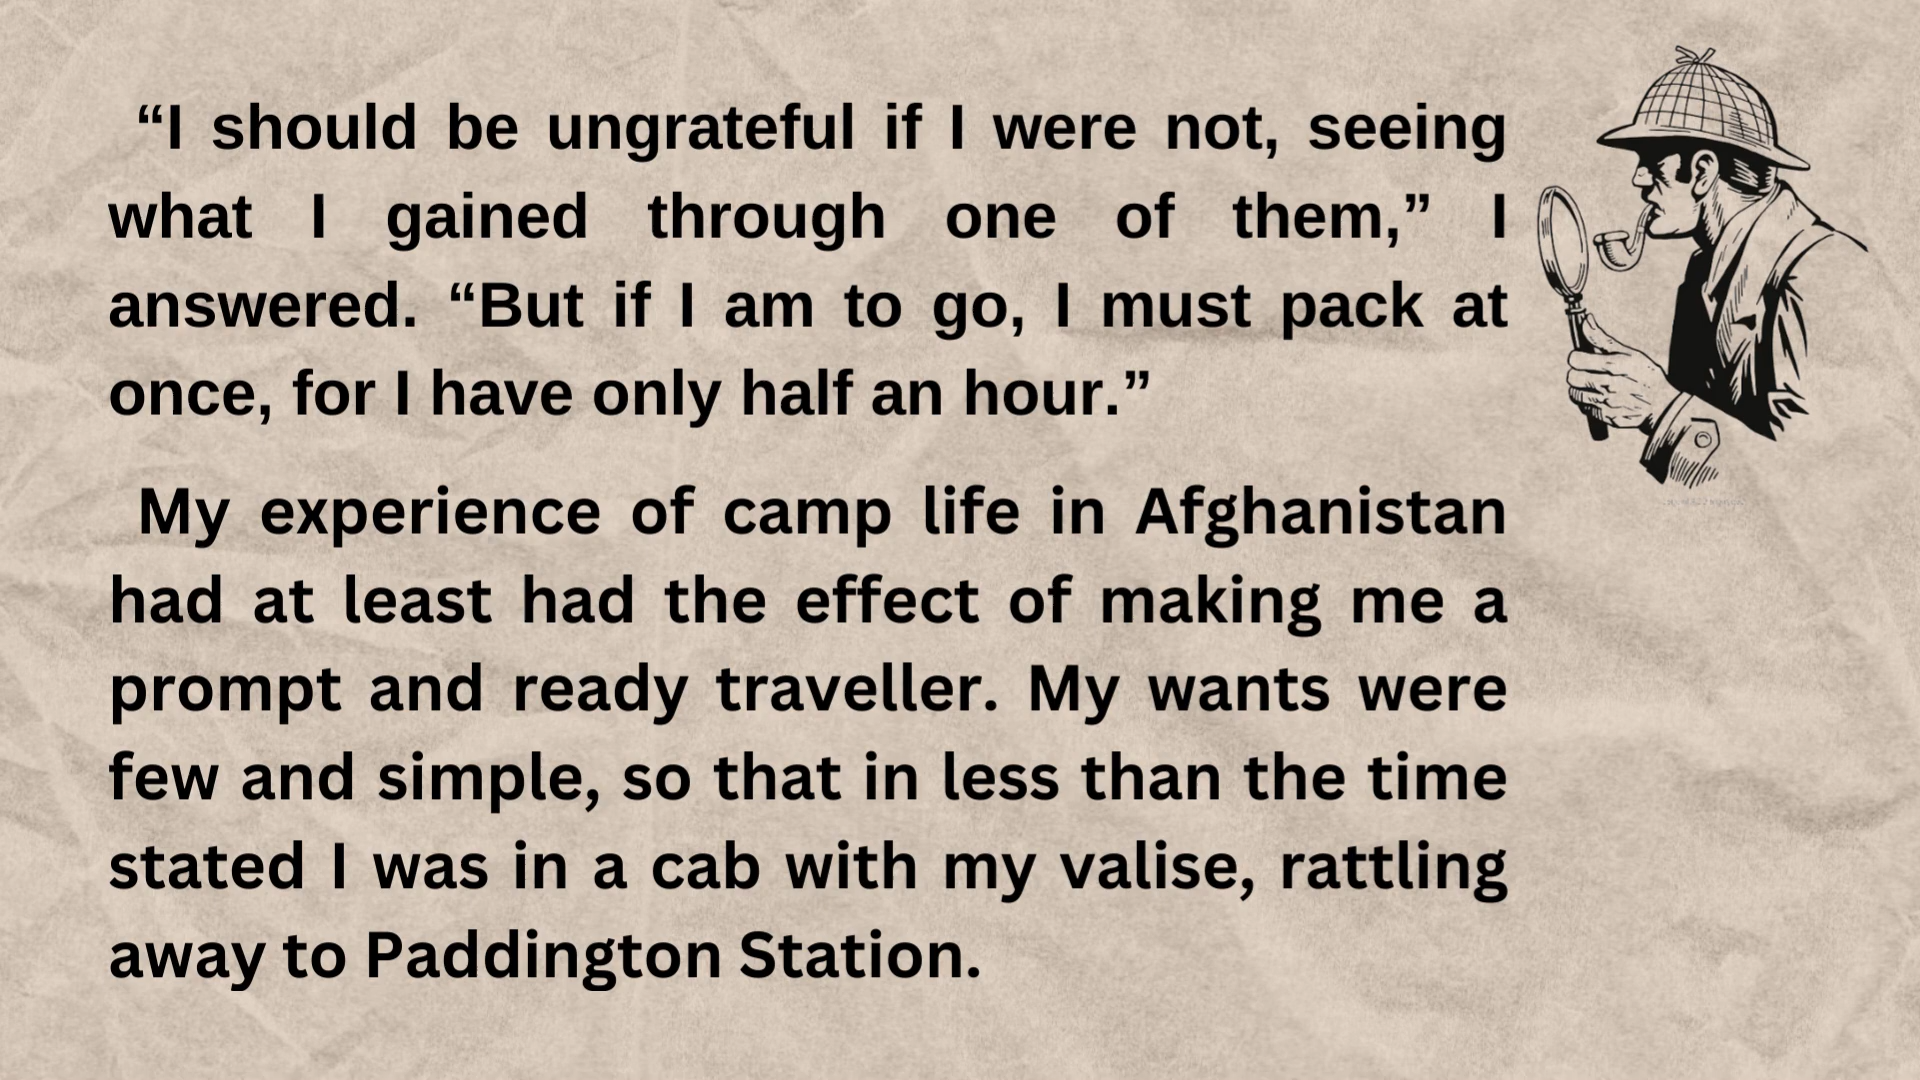 “I should be ungrateful if I were not, seeing
what I gained through one of them,” I
answered. “But if I am to go, I must pack at
once, for I have only half an hour.”
My experience of camp life in Afghanistan
had at least had the effect of making me a
prompt and ready traveller. My wants were
few and simple, so that in less than the time
stated I was in a cab with my valise, rattling
away to Paddington Station.